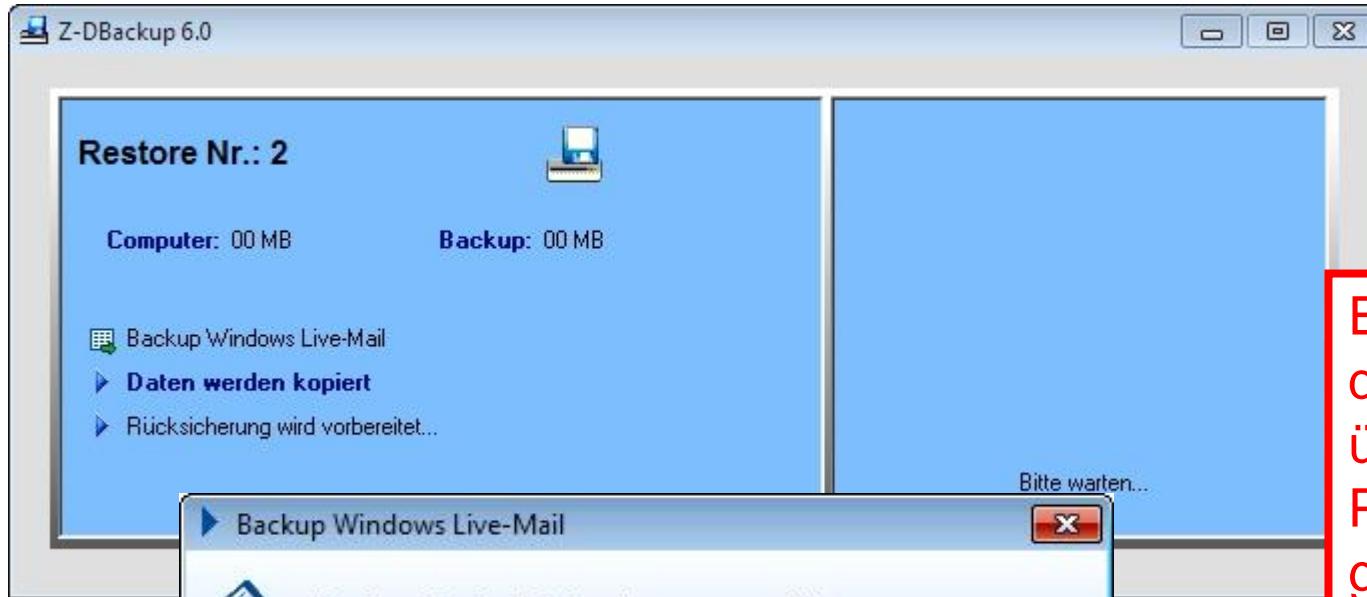 Z-DBackup 6.0
Restore Nr.: 2
Computer: 00 MB Backup: 00 MB
Backup Windows Live-Mail
Daten werden kopiert
Rücksicherung wird vorbereitet...
Bitte warten...
Backup Windows Live-Mail